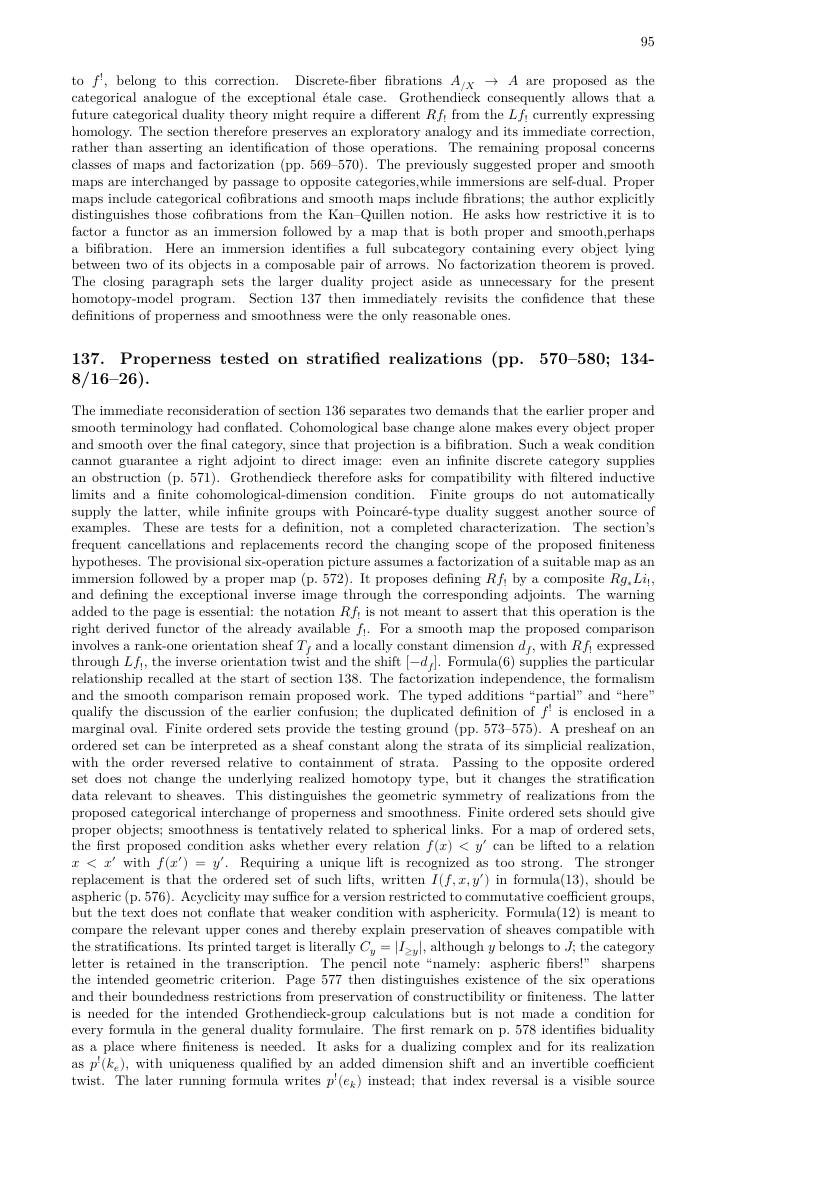 95
to f^!, belong to this correction. Discrete-fiber fibrations A_{/X} → A are proposed as the
categorical analogue of the exceptional étale case. Grothendieck consequently allows that a
future categorical duality theory might require a different Rf_! from the Lf_! currently expressing
homology. The section therefore preserves an exploratory analogy and its immediate correction,
rather than asserting an identification of those operations. The remaining proposal concerns
classes of maps and factorization (pp. 569–570). The previously suggested proper and smooth
maps are interchanged by passage to opposite categories,while immersions are self-dual. Proper
maps include categorical cofibrations and smooth maps include fibrations; the author explicitly
distinguishes those cofibrations from the Kan–Quillen notion. He asks how restrictive it is to
factor a functor as an immersion followed by a map that is both proper and smooth,perhaps
a bifibration. Here an immersion identifies a full subcategory containing every object lying
between two of its objects in a composable pair of arrows. No factorization theorem is proved.
The closing paragraph sets the larger duality project aside as unnecessary for the present
homotopy-model program. Section 137 then immediately revisits the confidence that these
definitions of properness and smoothness were the only reasonable ones.
137. Properness tested on stratified realizations (pp. 570–580; 134-
8/16–26).
The immediate reconsideration of section 136 separates two demands that the earlier proper and
smooth terminology had conflated. Cohomological base change alone makes every object proper
and smooth over the final category, since that projection is a bifibration. Such a weak condition
cannot guarantee a right adjoint to direct image: even an infinite discrete category supplies
an obstruction (p. 571). Grothendieck therefore asks for compatibility with filtered inductive
limits and a finite cohomological-dimension condition. Finite groups do not automatically
supply the latter, while infinite groups with Poincaré-type duality suggest another source of
examples. These are tests for a definition, not a completed characterization. The section's
frequent cancellations and replacements record the changing scope of the proposed finiteness
hypotheses. The provisional six-operation picture assumes a factorization of a suitable map as an
immersion followed by a proper map (p. 572). It proposes defining Rf_! by a composite Rg_*Li_!,
and defining the exceptional inverse image through the corresponding adjoints. The warning
added to the page is essential: the notation Rf_! is not meant to assert that this operation is the
right derived functor of the already available f_!. For a smooth map the proposed comparison
involves a rank-one orientation sheaf T_f and a locally constant dimension d_f, with Rf_! expressed
through Lf_!, the inverse orientation twist and the shift [−d_f]. Formula(6) supplies the particular
relationship recalled at the start of section 138. The factorization independence, the formalism
and the smooth comparison remain proposed work. The typed additions “partial” and “here”
qualify the discussion of the earlier confusion; the duplicated definition of f^! is enclosed in a
marginal oval. Finite ordered sets provide the testing ground (pp. 573–575). A presheaf on an
ordered set can be interpreted as a sheaf constant along the strata of its simplicial realization,
with the order reversed relative to containment of strata. Passing to the opposite ordered
set does not change the underlying realized homotopy type, but it changes the stratification
data relevant to sheaves. This distinguishes the geometric symmetry of realizations from the
proposed categorical interchange of properness and smoothness. Finite ordered sets should give
proper objects; smoothness is tentatively related to spherical links. For a map of ordered sets,
the first proposed condition asks whether every relation f(x) < y′ can be lifted to a relation
x < x′ with f(x′) = y′. Requiring a unique lift is recognized as too strong. The stronger
replacement is that the ordered set of such lifts, written I(f, x, y′) in formula(13), should be
aspheric (p. 576). Acyclicity may suffice for a version restricted to commutative coefficient groups,
but the text does not conflate that weaker condition with asphericity. Formula(12) is meant to
compare the relevant upper cones and thereby explain preservation of sheaves compatible with
the stratifications. Its printed target is literally C_y = |I_{≥y}|, although y belongs to J; the category
letter is retained in the transcription. The pencil note “namely: aspheric fibers!” sharpens
the intended geometric criterion. Page 577 then distinguishes existence of the six operations
and their boundedness restrictions from preservation of constructibility or finiteness. The latter
is needed for the intended Grothendieck-group calculations but is not made a condition for
every formula in the general duality formulaire. The first remark on p. 578 identifies biduality
as a place where finiteness is needed. It asks for a dualizing complex and for its realization
as p^!(k_e), with uniqueness qualified by an added dimension shift and an invertible coefficient
twist. The later running formula writes p^!(e_k) instead; that index reversal is a visible source